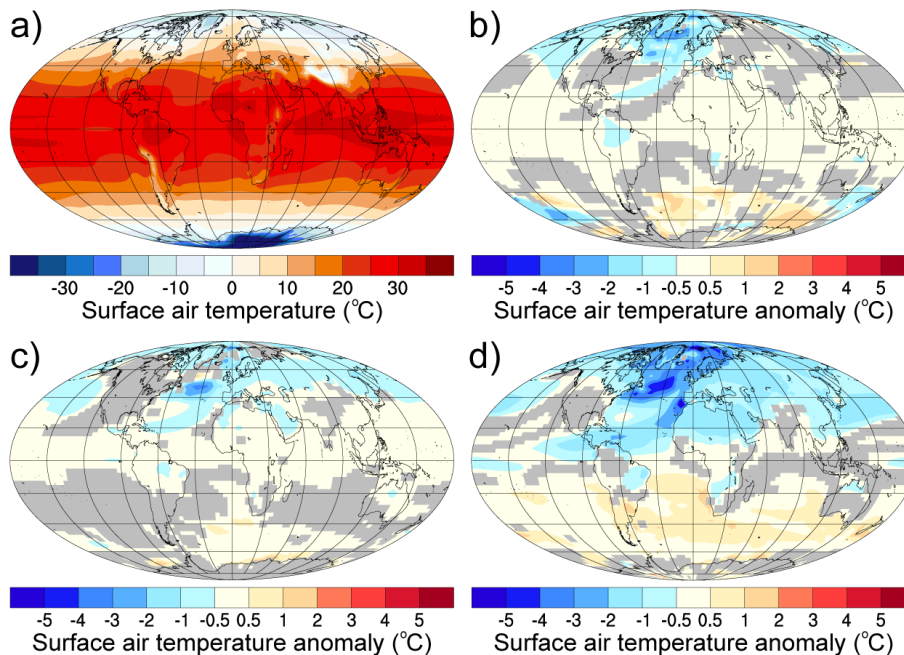 a)
b)
-30 -20 -10 0 10 20 30
Surface air temperature (°C)
-5 -4 -3 -2 -1 -0.5 0.5 1 2 3 4 5
Surface air temperature anomaly (°C)
c)
d)
-5 -4 -3 -2 -1 -0.5 0.5 1 2 3 4 5
Surface air temperature anomaly (°C)
-5 -4 -3 -2 -1 -0.5 0.5 1 2 3 4 5
Surface air temperature anomaly (°C)